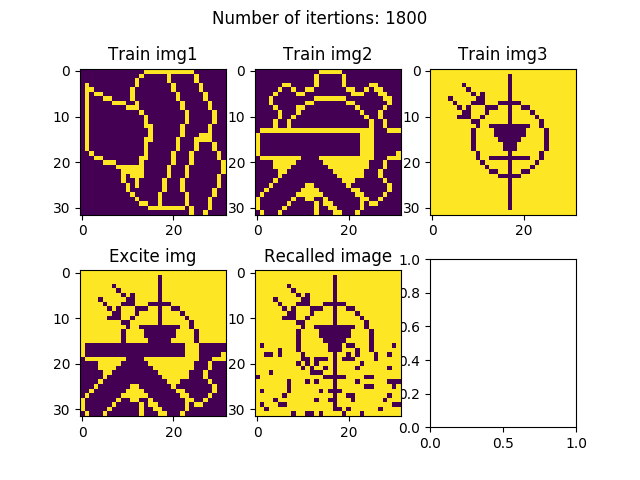 Number of itertions: 1800
Train img1 Train img2 Train img3
0 0 0
10 10 10
20 20 20
30 30 30
0 20 0 20 0 20
Excite img Recalled image
0 0 1.0
0.8
10 10
0.6
20 20 0.4
0.2
30 30
0.0
0 20 0 20 0.0 0.5 1.0